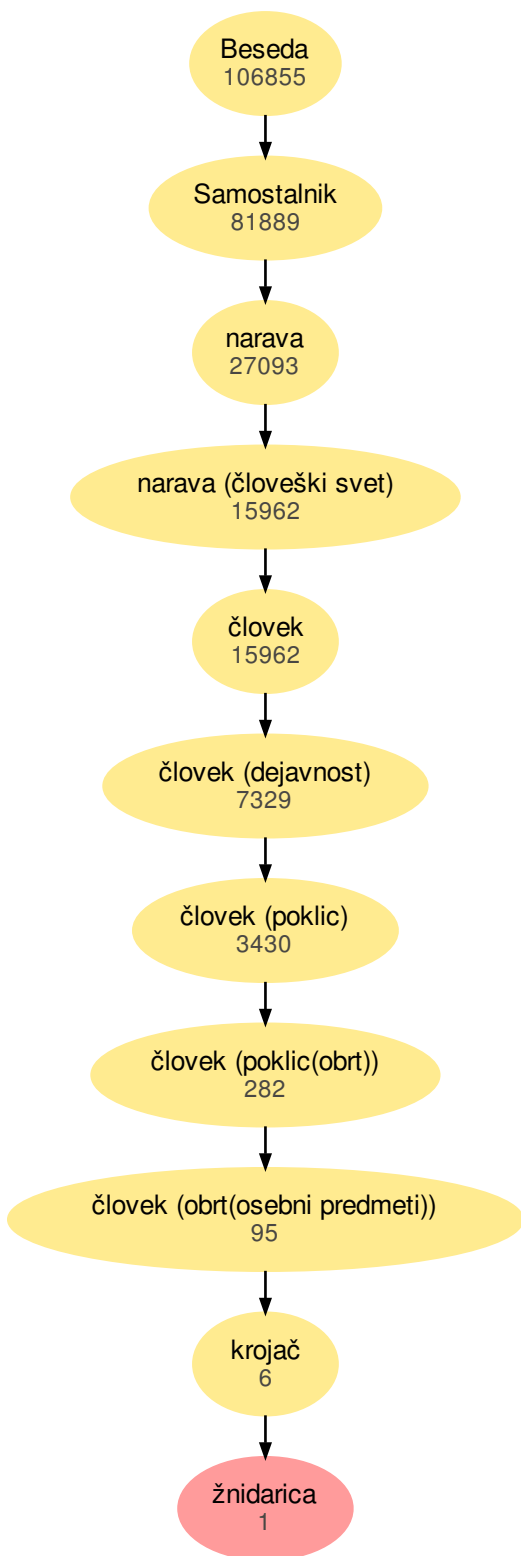 Beseda
106855
Samostalnik
81889
narava
27093
narava (človeški svet)
15962
človek
15962
človek (dejavnost)
7329
človek (poklic)
3430
človek (poklic(obrt))
282
človek (obrt(osebni predmeti))
95
krojač
6
žnidarica
1